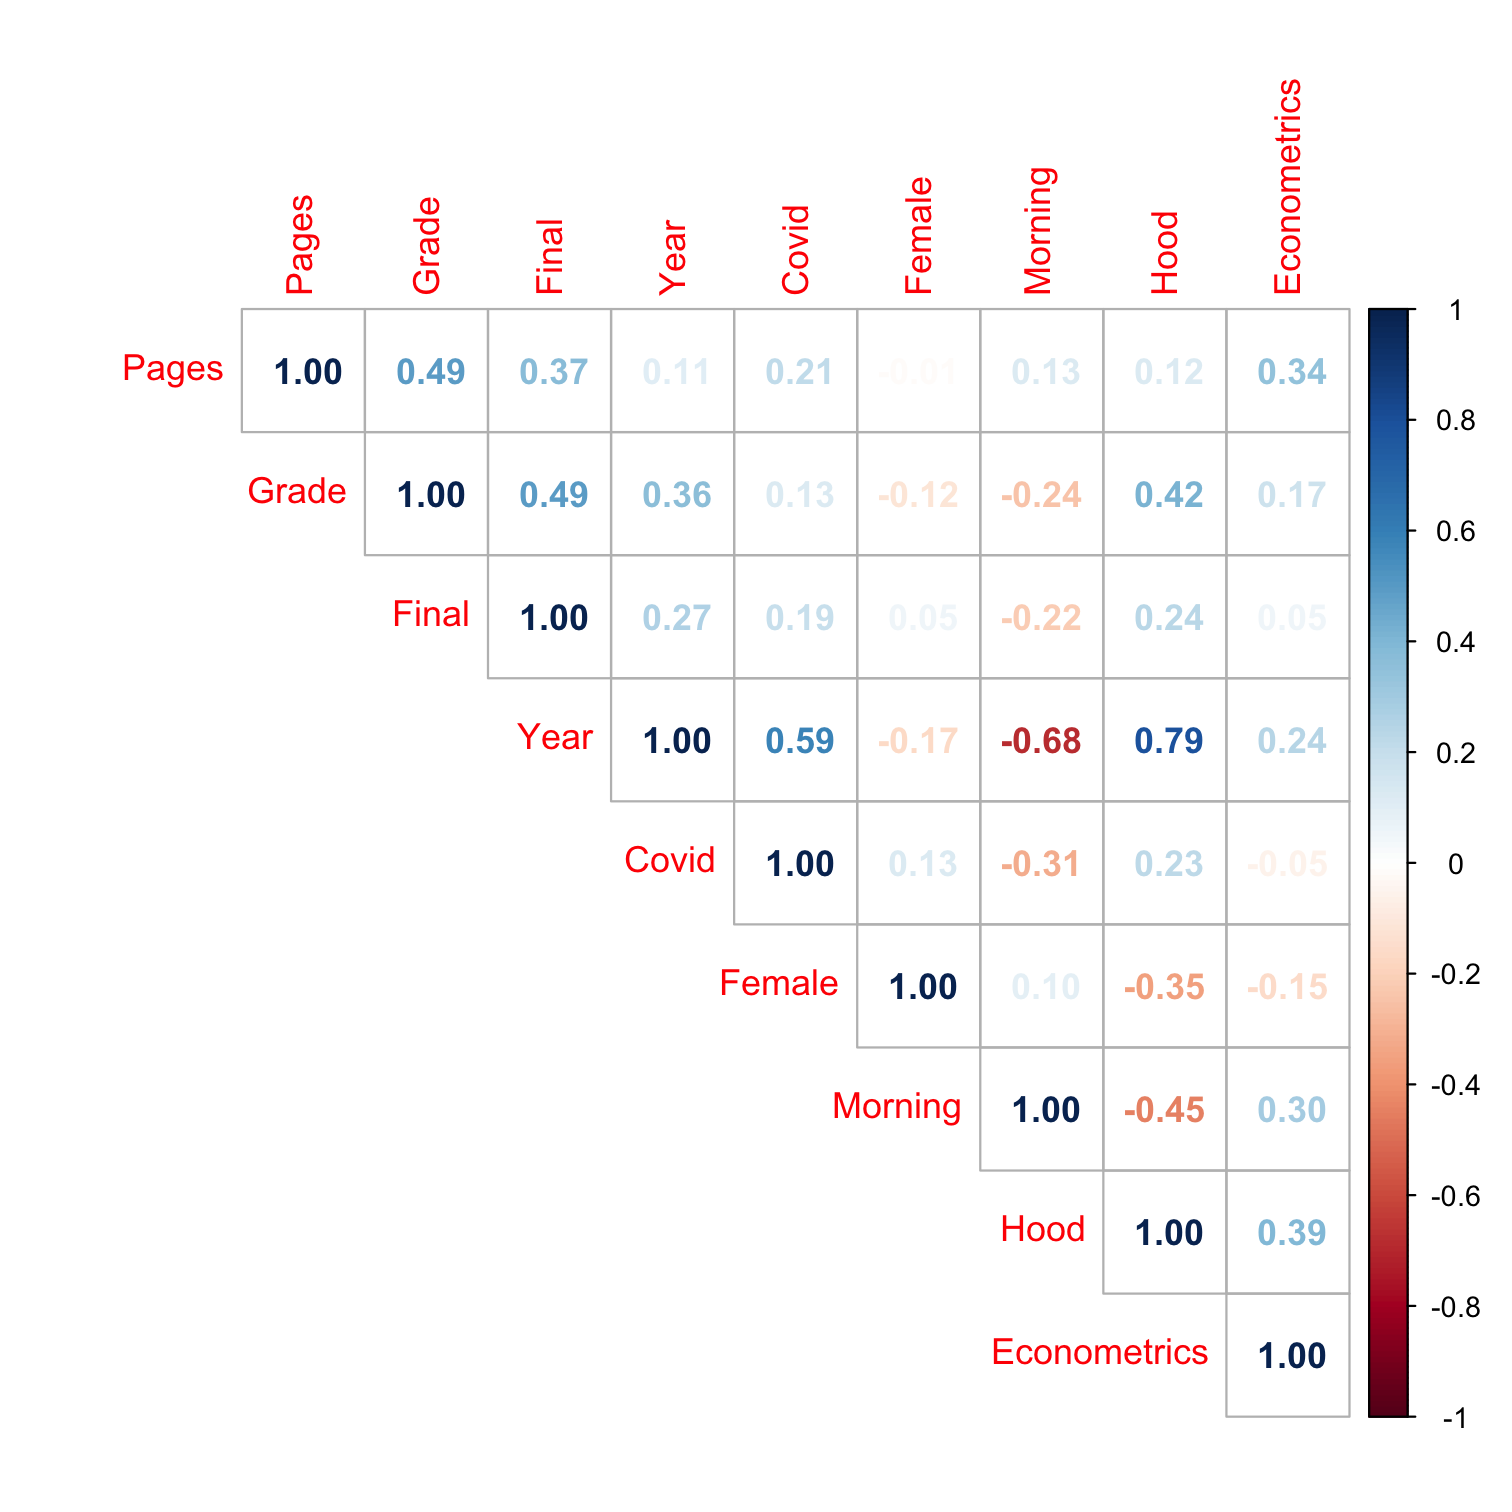 Pages Grade Final Year Covid Female Morning Hood Econometrics
Pages 1.00 0.49 0.37 0.11 0.21 -0.01 0.13 0.12 0.34
Grade 1.00 0.49 0.36 0.13 -0.12 -0.24 0.42 0.17
Final 1.00 0.27 0.19 0.05 -0.22 0.24 0.05
Year 1.00 0.59 -0.17 -0.68 0.79 0.24
Covid 1.00 0.13 -0.31 0.23 -0.05
Female 1.00 0.10 -0.35 -0.15
Morning 1.00 -0.45 0.30
Hood 1.00 0.39
Econometrics 1.00
1
0.8
0.6
0.4
0.2
0
-0.2
-0.4
-0.6
-0.8
-1